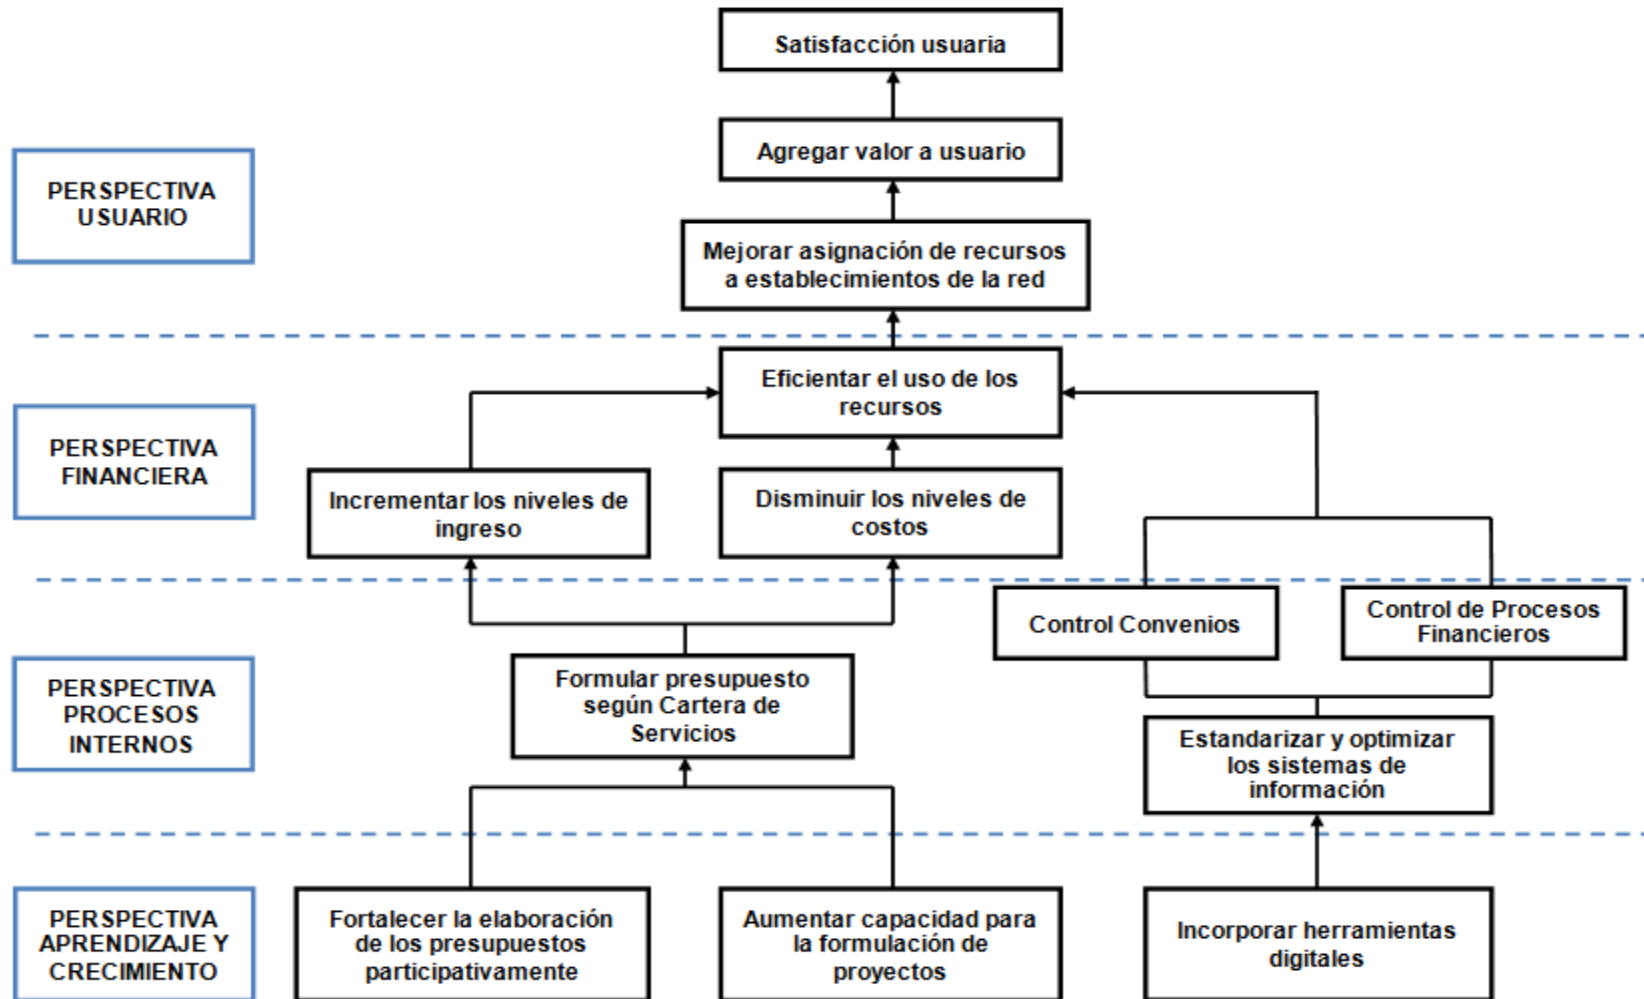 Satisfacción usuaria
Agregar valor a usuario
PERSPECTIVA
USUARIO
Mejorar asignación de recursos
a establecimientos de la red
Eficientar el uso de los
recursos
PERSPECTIVA
FINANCIERA
Incrementar los niveles de
ingreso
Disminuir los niveles de
costos
Control Convenios
Control de Procesos
Financieros
PERSPECTIVA
PROCESOS
INTERNOS
Formular presupuesto
según Cartera de
Servicios
Estandarizar y optimizar
los sistemas de
información
PERSPECTIVA
APRENDIZAJE Y
CRECIMIENTO
Fortalecer la elaboración
de los presupuestos
participativamente
Aumentar capacidad para
la formulación de
proyectos
Incorporar herramientas
digitales